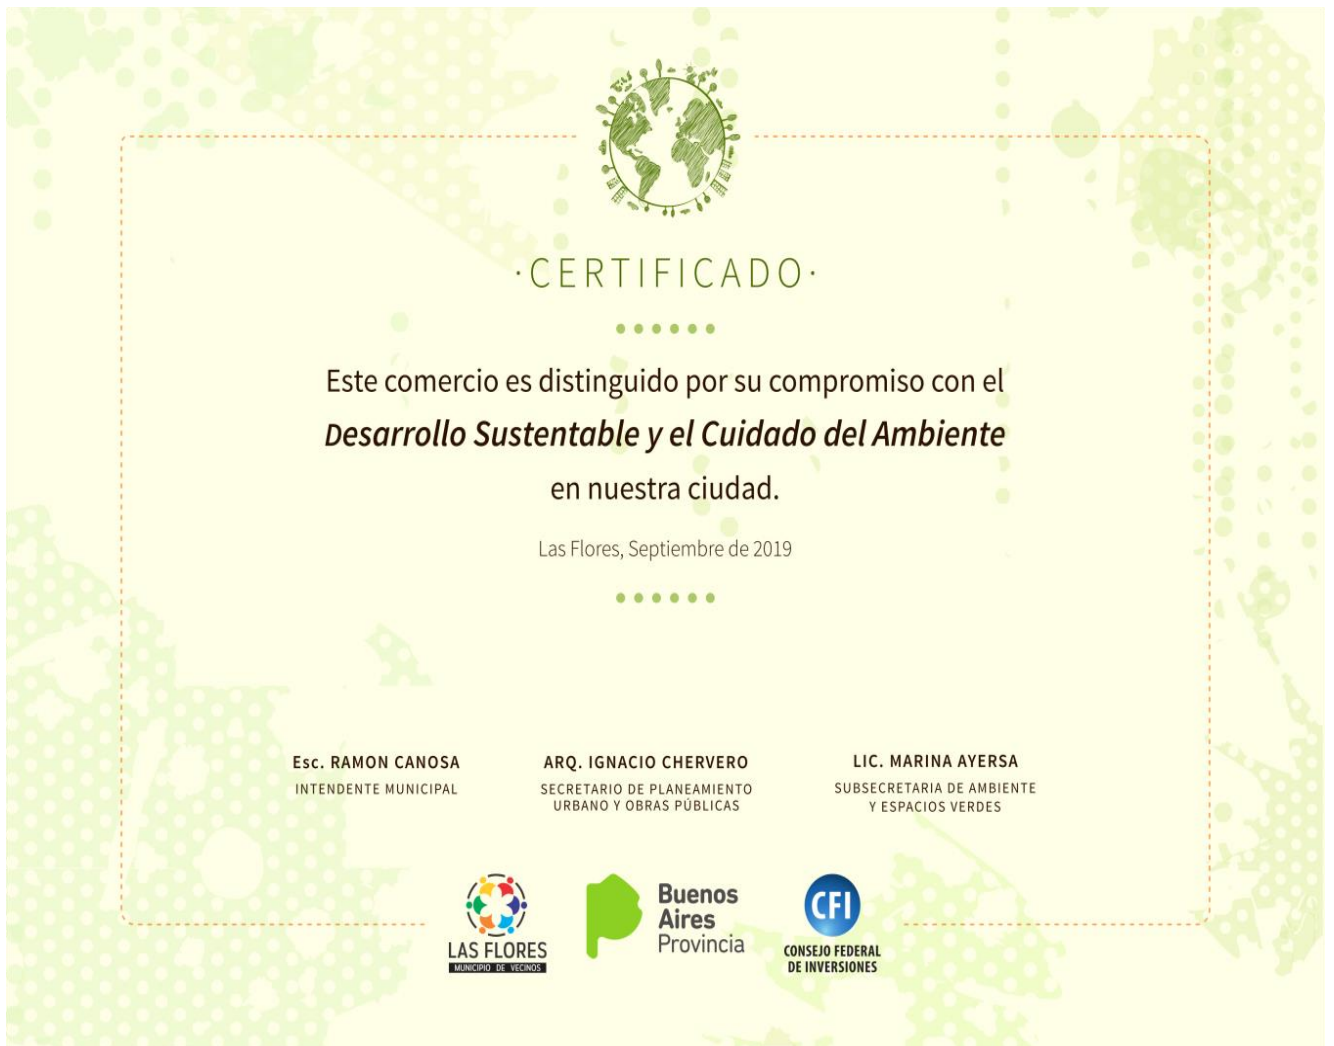 ·CERTIFICADO·
Este comercio es distinguido por su compromiso con el
Desarrollo Sustentable y el Cuidado del Ambiente
en nuestra ciudad.
Las Flores, Septiembre de 2019
Esc. RAMON CANOSA
INTENDENTE MUNICIPAL
ARQ. IGNACIO CHERVERO
SECRETARIO DE PLANEAMIENTO
URBANO Y OBRAS PÚBLICAS
LIC. MARINA AYERSA
SUBSECRETARIA DE AMBIENTE
Y ESPACIOS VERDES
LAS FLORES
MUNICIPIO DE VECINOS
Buenos
Aires
Provincia
CFI
CONSEJO FEDERAL
DE INVERSIONES